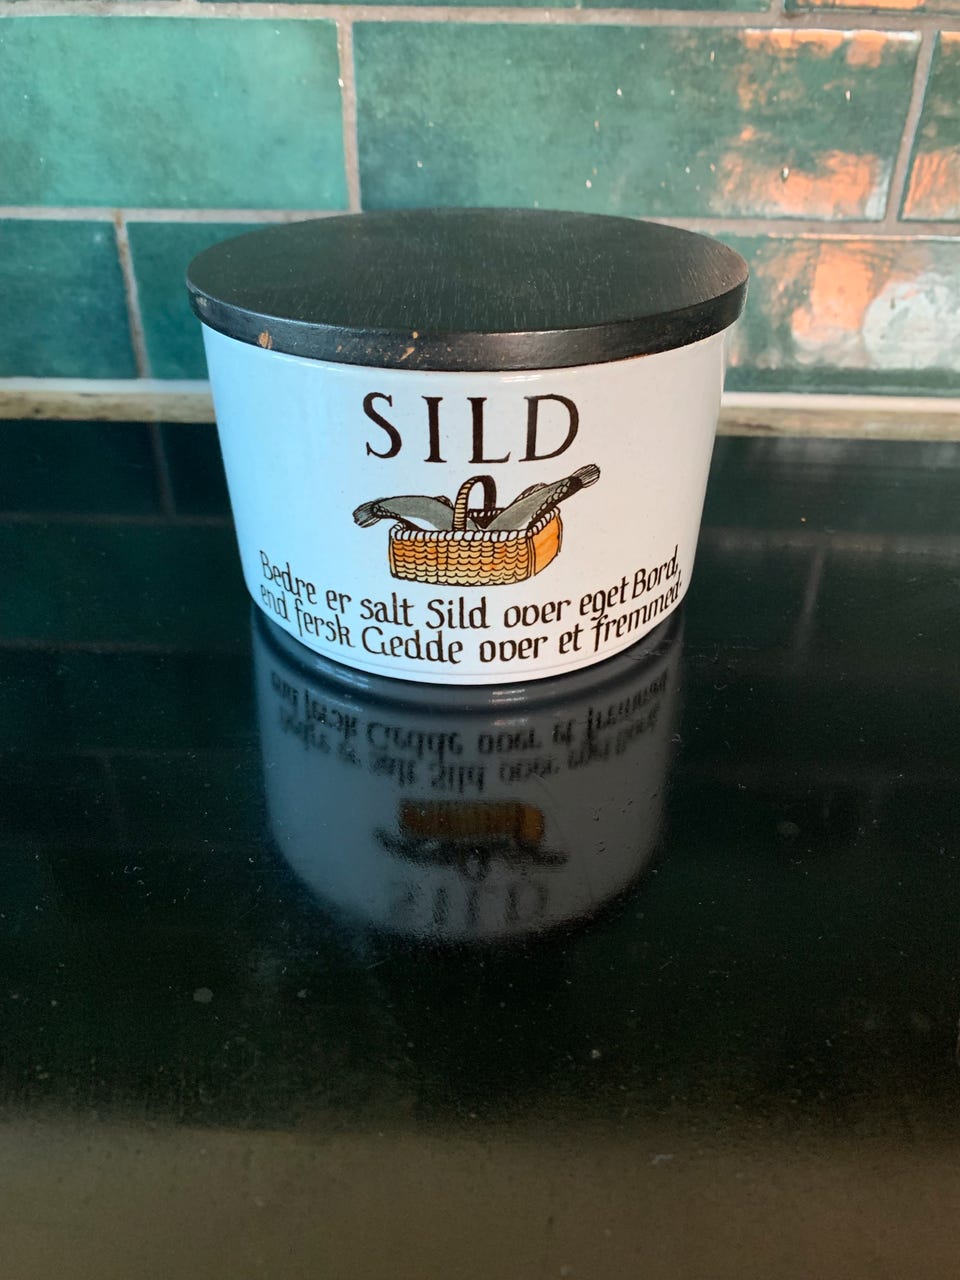 SILD
Bedre er salt Sild over eget Bord,
end fersk Gedde over et fremmed.